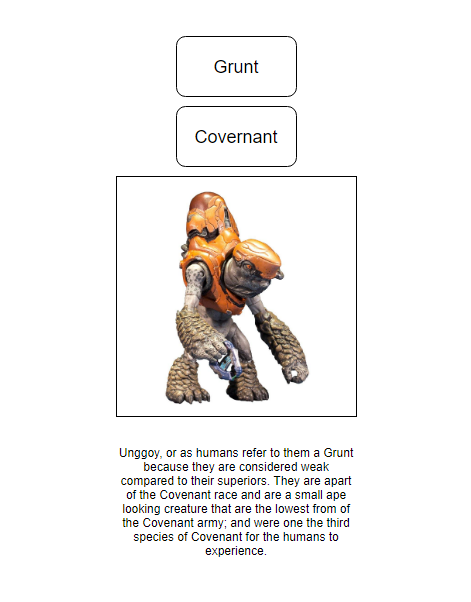 Grunt
Covernant
Unggoy, or as humans refer to them a Grunt
because they are considered weak
compared to their superiors. They are apart
of the Covenant race and are a small ape
looking creature that are the lowest from of
the Covenant army; and were one the third
species of Covenant for the humans to
experience.